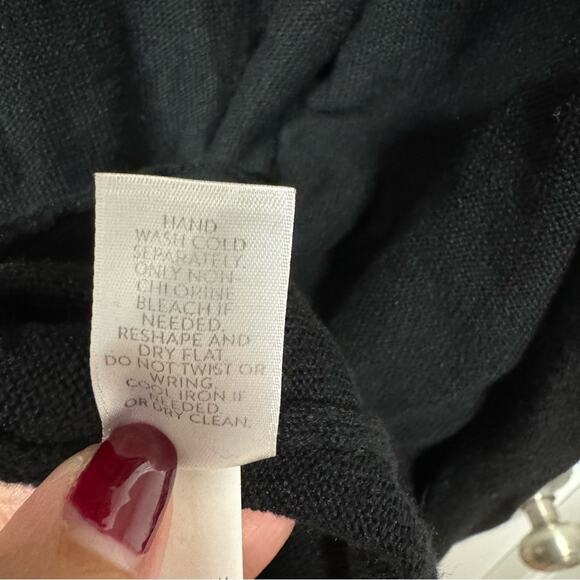 HAND
WASH COLD
SEPARATELY.
ONLY NON-
CHLORINE
BLEACH IF
NEEDED.
RESHAPE AND
DRY FLAT.
DO NOT TWIST OR
WRING.
COOL IRON IF
NEEDED.
OR DRY CLEAN.